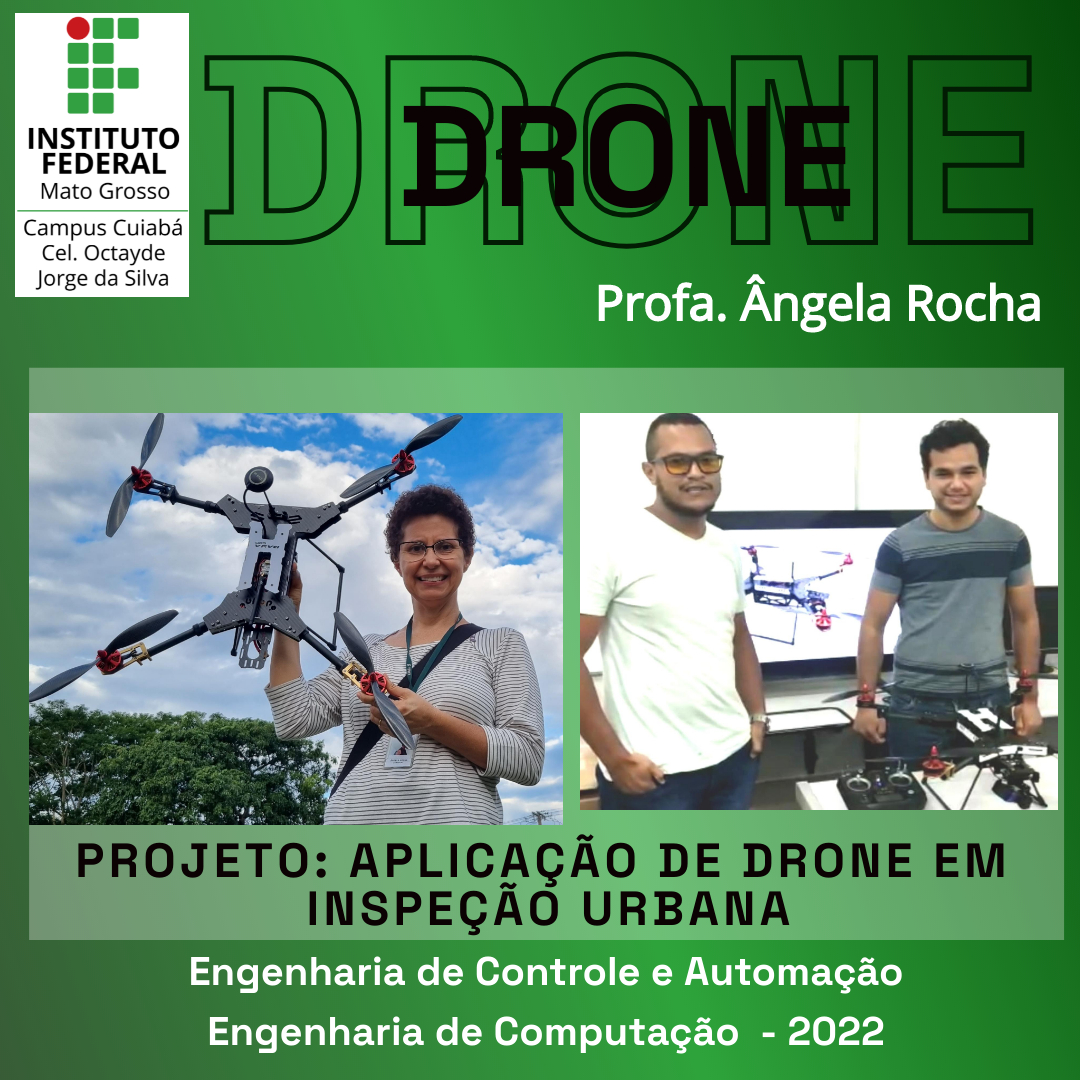 INSTITUTO
FEDERAL
Mato Grosso
Campus Cuiabá
Cel. Octayde
Jorge da Silva
DRONE
DRONE
Profa. Ângela Rocha
PROJETO: APLICAÇÃO DE DRONE EM
INSPEÇÃO URBANA
Engenharia de Controle e Automação
Engenharia de Computação - 2022